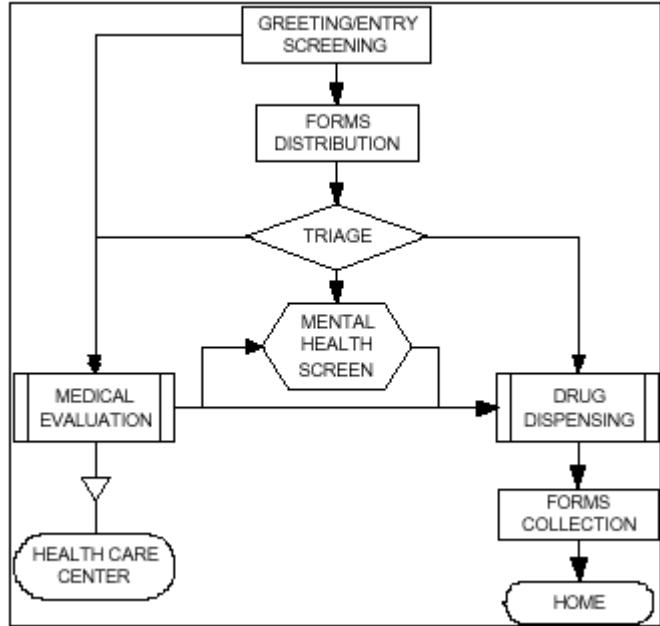 GREETING/ENTRY
SCREENING
FORMS
DISTRIBUTION
TRIAGE
MENTAL
HEALTH
SCREEN
MEDICAL
EVALUATION
DRUG
DISPENSING
FORMS
COLLECTION
HEALTH CARE
CENTER
HOME